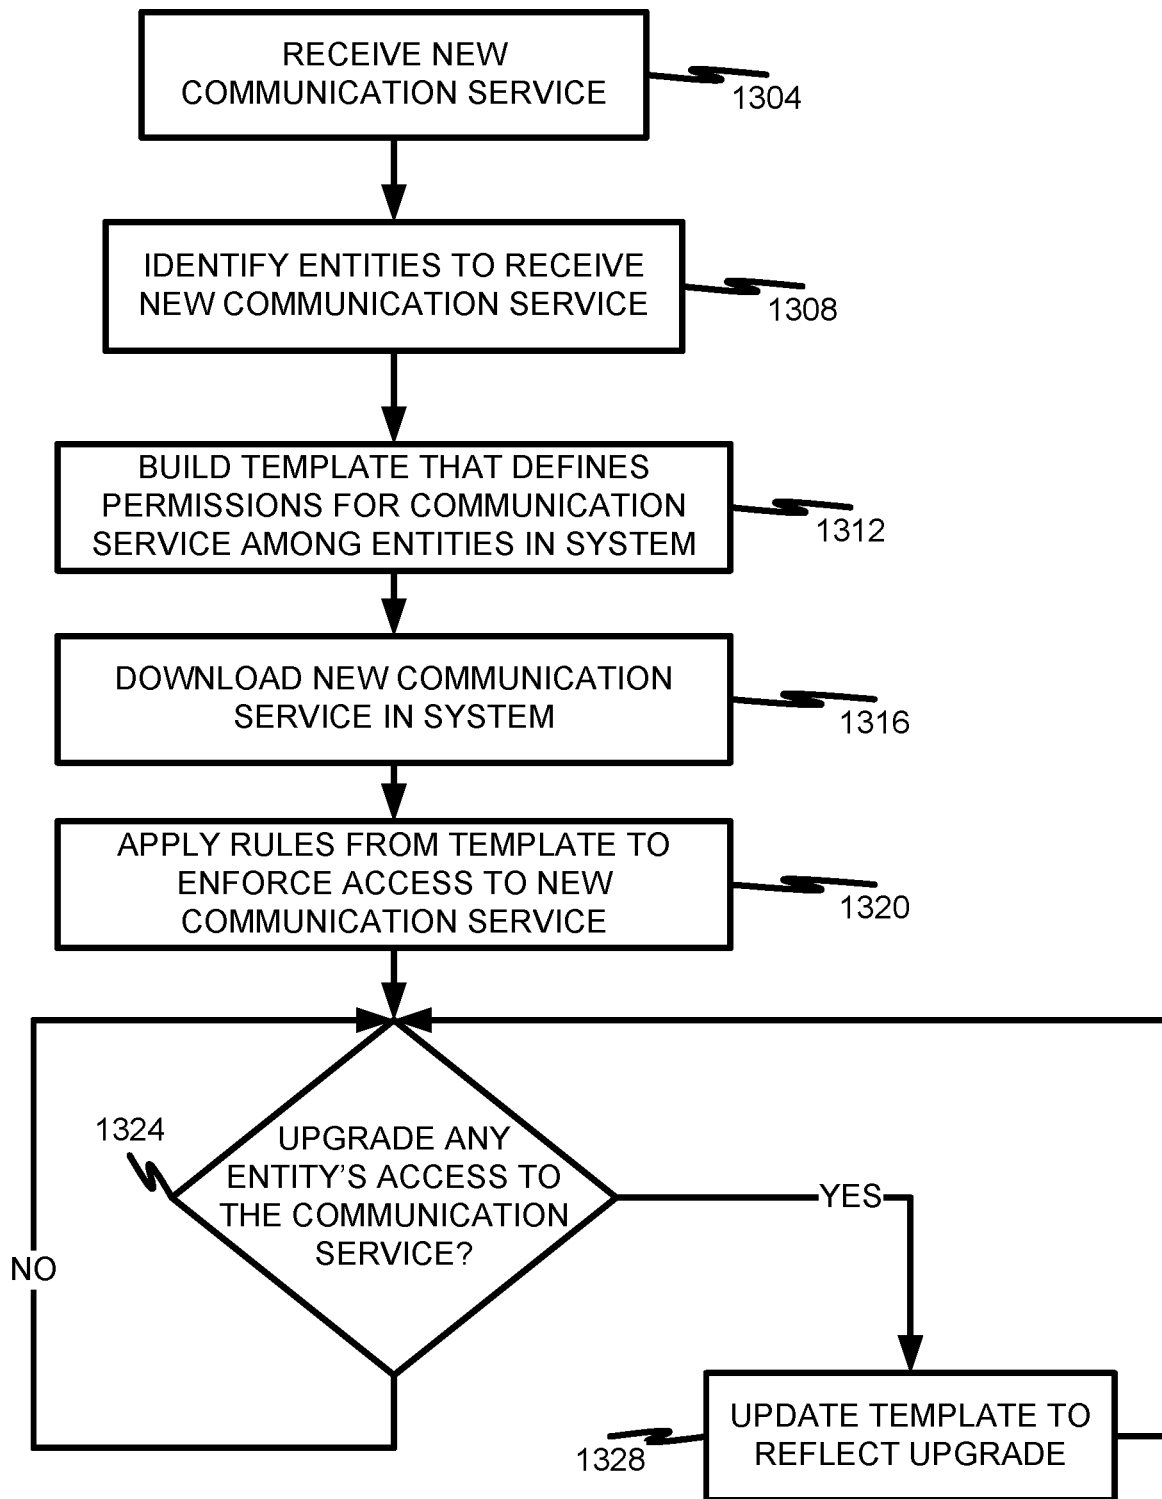 RECEIVE NEW
COMMUNICATION SERVICE
1304
IDENTIFY ENTITIES TO RECEIVE
NEW COMMUNICATION SERVICE
1308
BUILD TEMPLATE THAT DEFINES
PERMISSIONS FOR COMMUNICATION
SERVICE AMONG ENTITIES IN SYSTEM
1312
DOWNLOAD NEW COMMUNICATION
SERVICE IN SYSTEM
1316
APPLY RULES FROM TEMPLATE TO
ENFORCE ACCESS TO NEW
COMMUNICATION SERVICE
1320
1324
UPGRADE ANY
ENTITY'S ACCESS TO
THE COMMUNICATION
SERVICE?
YES
NO
UPDATE TEMPLATE TO
REFLECT UPGRADE
1328